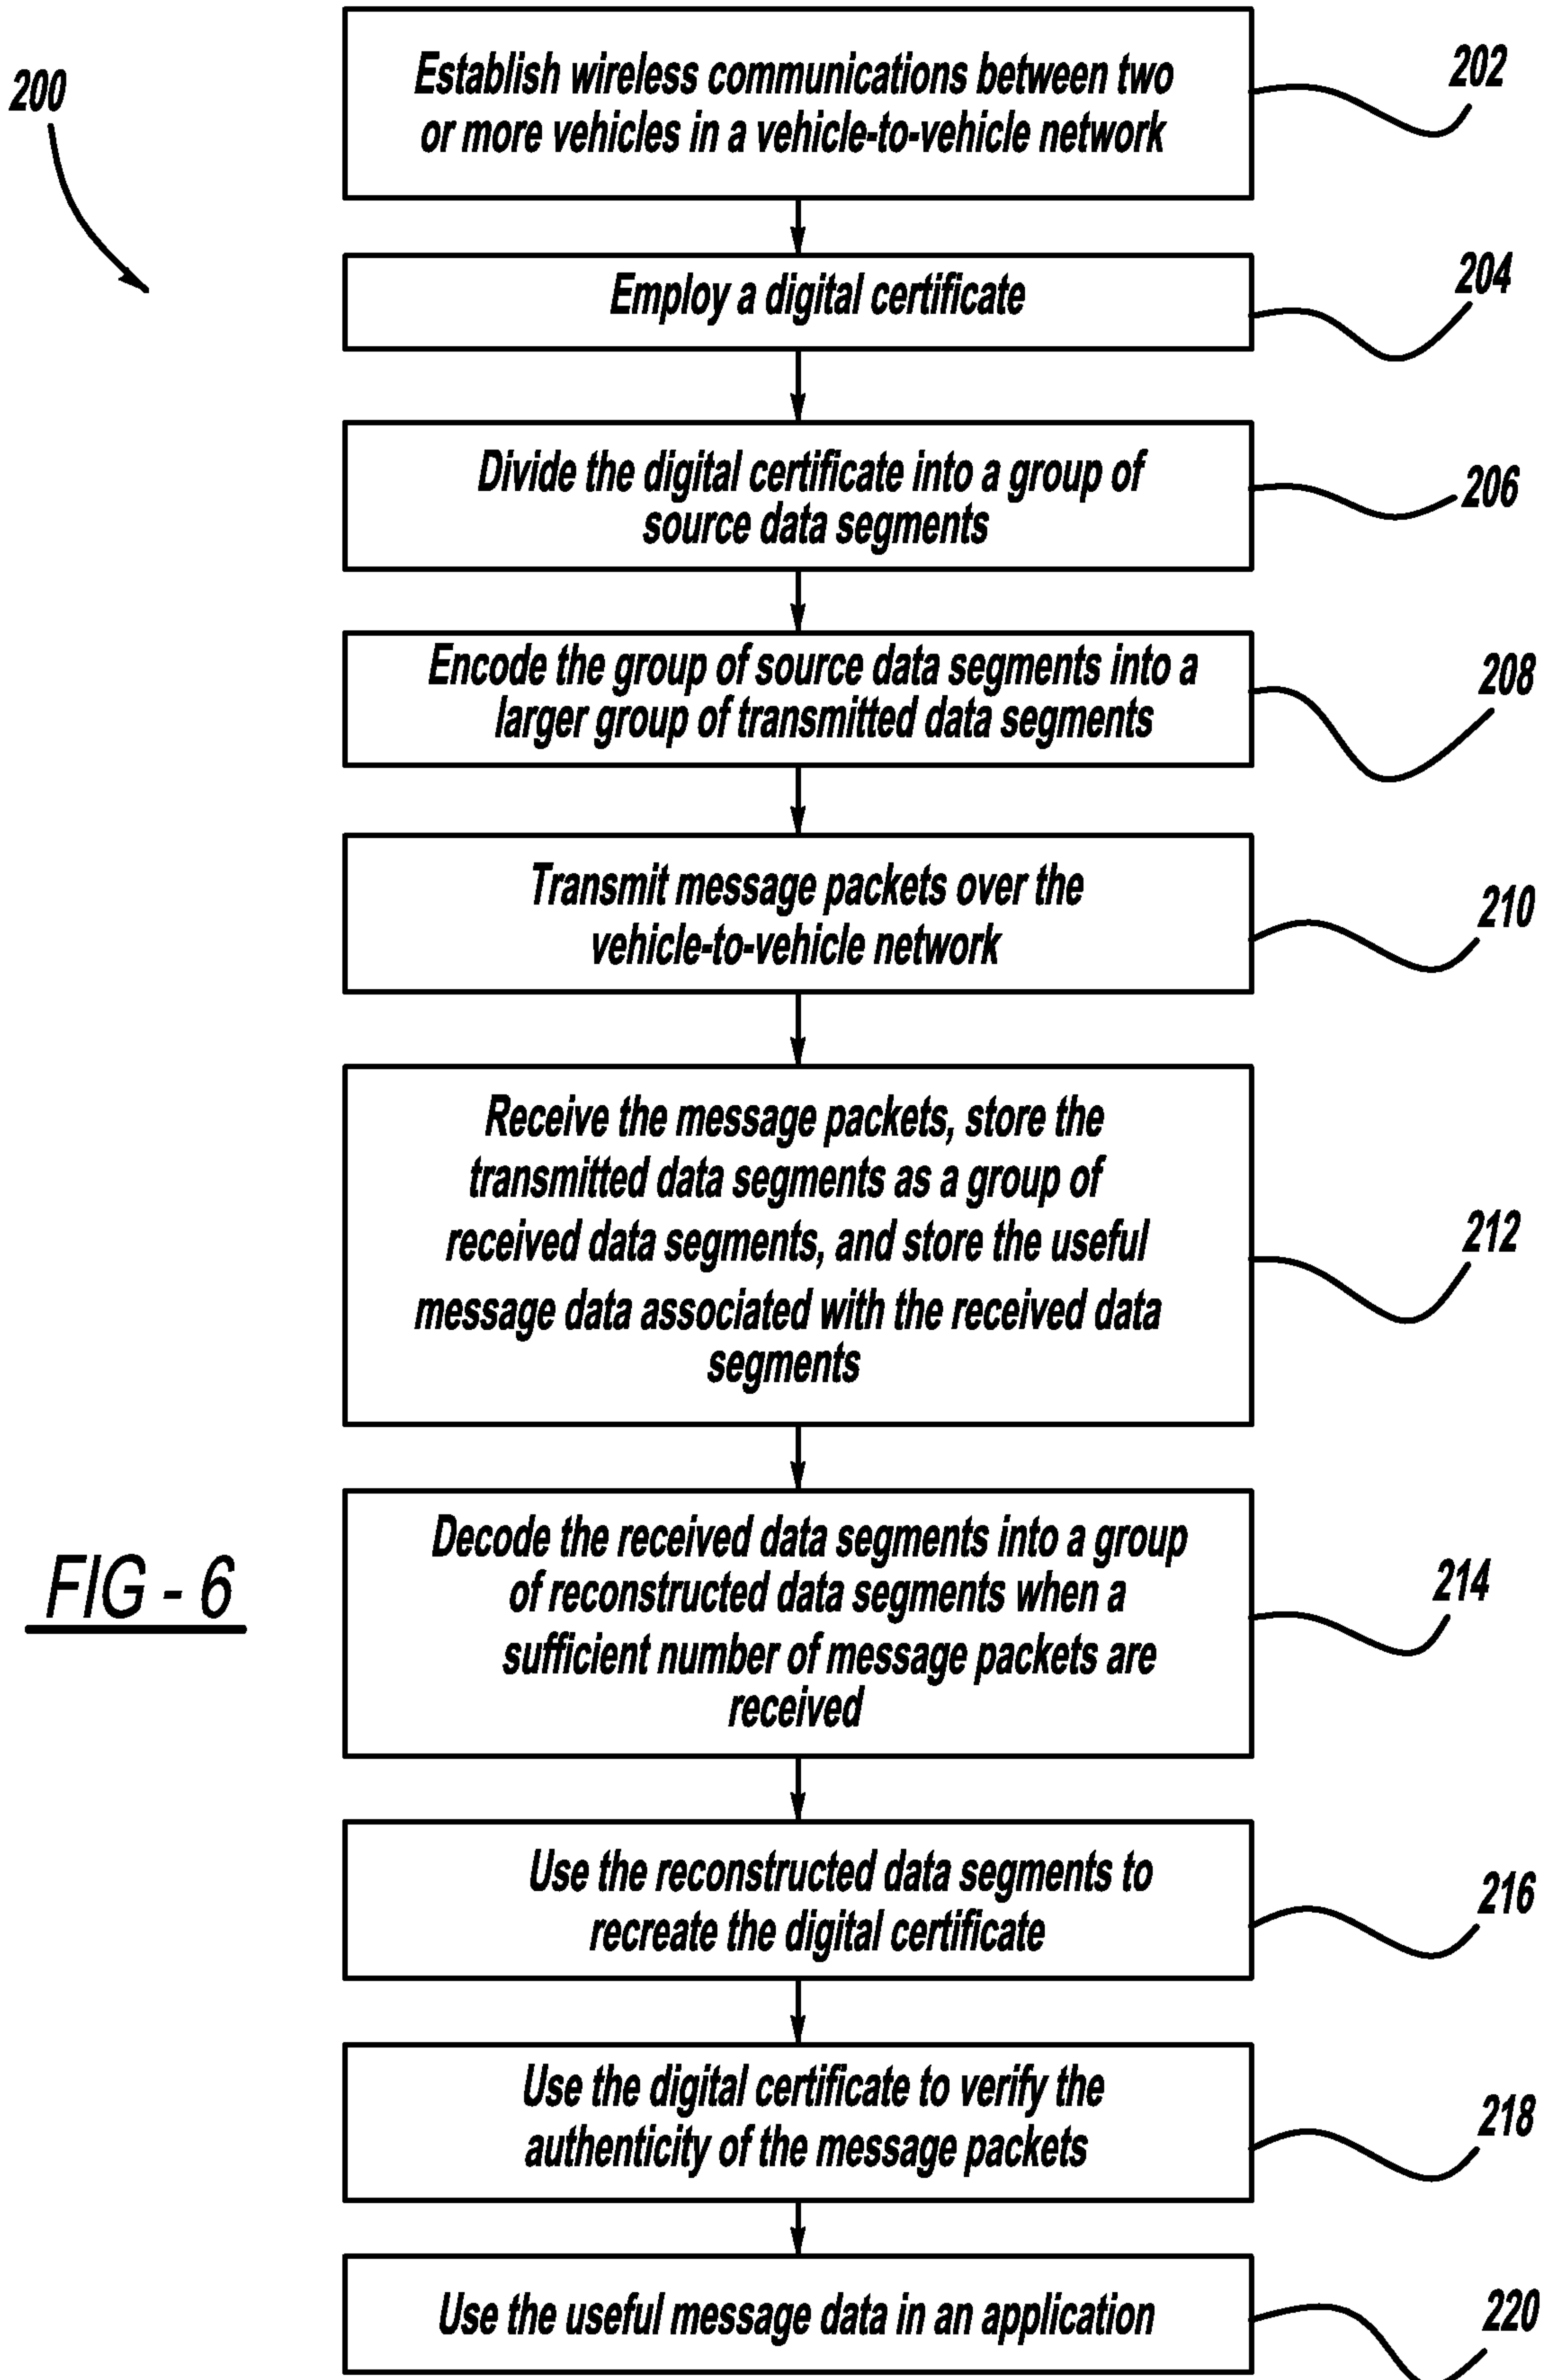 200
Establish wireless communications between two
or more vehicles in a vehicle-to-vehicle network
202
Employ a digital certificate
204
Divide the digital certificate into a group of
source data segments
206
Encode the group of source data segments into a
larger group of transmitted data segments
208
Transmit message packets over the
vehicle-to-vehicle network
210
Receive the message packets, store the
transmitted data segments as a group of
received data segments, and store the useful
message data associated with the received data
segments
212
FIG - 6
Decode the received data segments into a group
of reconstructed data segments when a
sufficient number of message packets are
received
214
Use the reconstructed data segments to
recreate the digital certificate
216
Use the digital certificate to verify the
authenticity of the message packets
218
Use the useful message data in an application
220